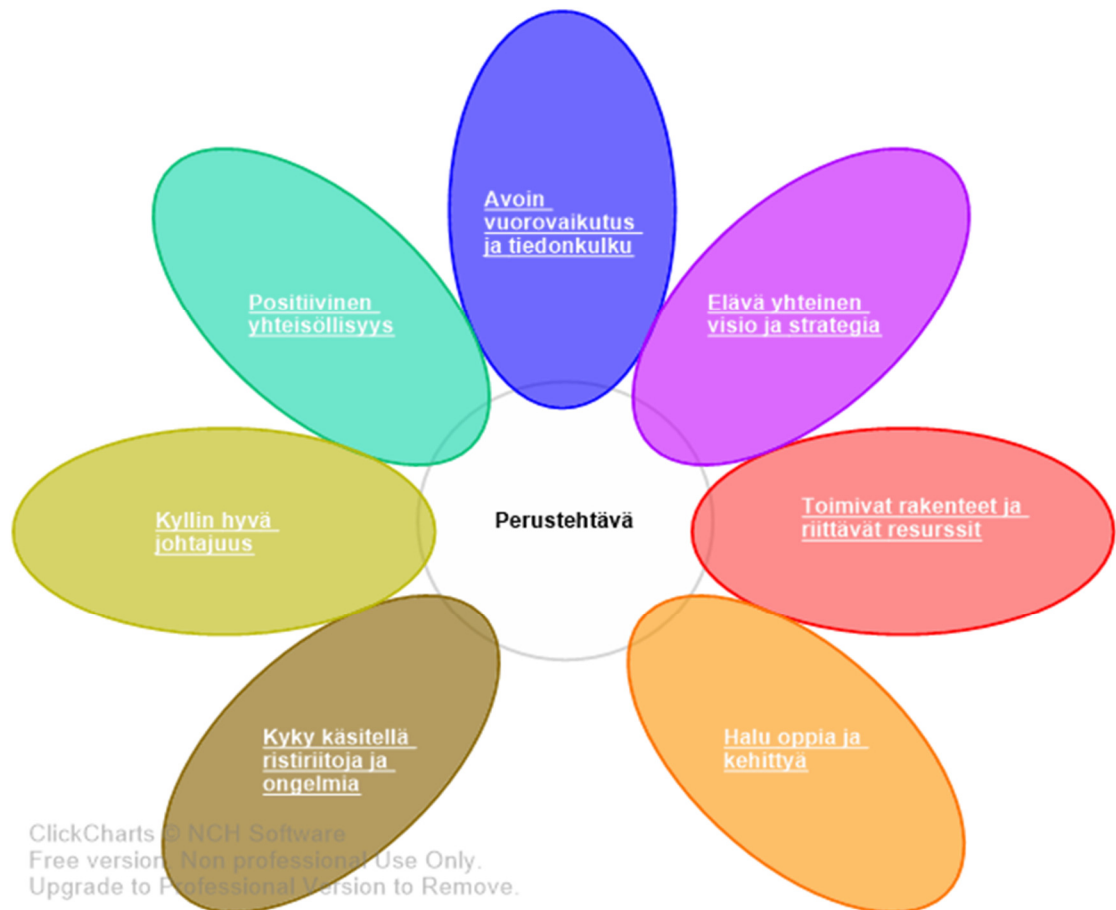 Avoin
vuorovaikutus
ja tiedonkulku
Positiivinen
yhteisöllisyys
Elävä yhteinen
visio ja strategia
Kyllin hyvä
johtajuus
Perustehtävä
Toimivat rakenteet ja
riittävät resurssit
Kyky käsitellä
ristiriitoja ja
ongelmia
Halu oppia ja
kehittyä
ClickCharts © NCH Software
Free version. Non professional Use Only.
Upgrade to Professional Version to Remove.